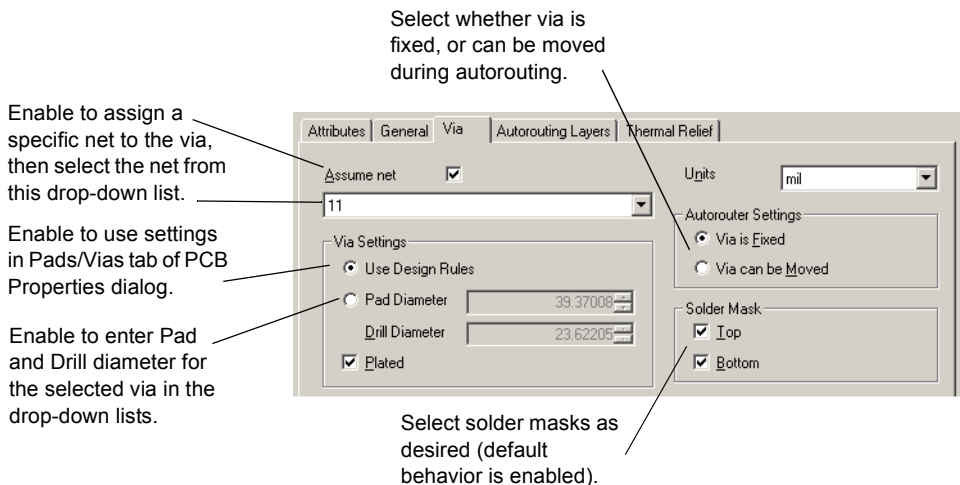 Select whether via is
fixed, or can be moved
during autorouting.
Enable to assign a
specific net to the via,
then select the net from
this drop-down list.
Enable to use settings
in Pads/Vias tab of PCB
Properties dialog.
Enable to enter Pad
and Drill diameter for
the selected via in the
drop-down lists.
Attributes General Via Autorouting Layers Thermal Relief
Assume net
11
Via Settings
Use Design Rules
Pad Diameter 39.37008
Drill Diameter 23.62205
Plated
Units mil
Autorouter Settings
Via is Fixed
Via can be Moved
Solder Mask
Top
Bottom
Select solder masks as
desired (default
behavior is enabled).